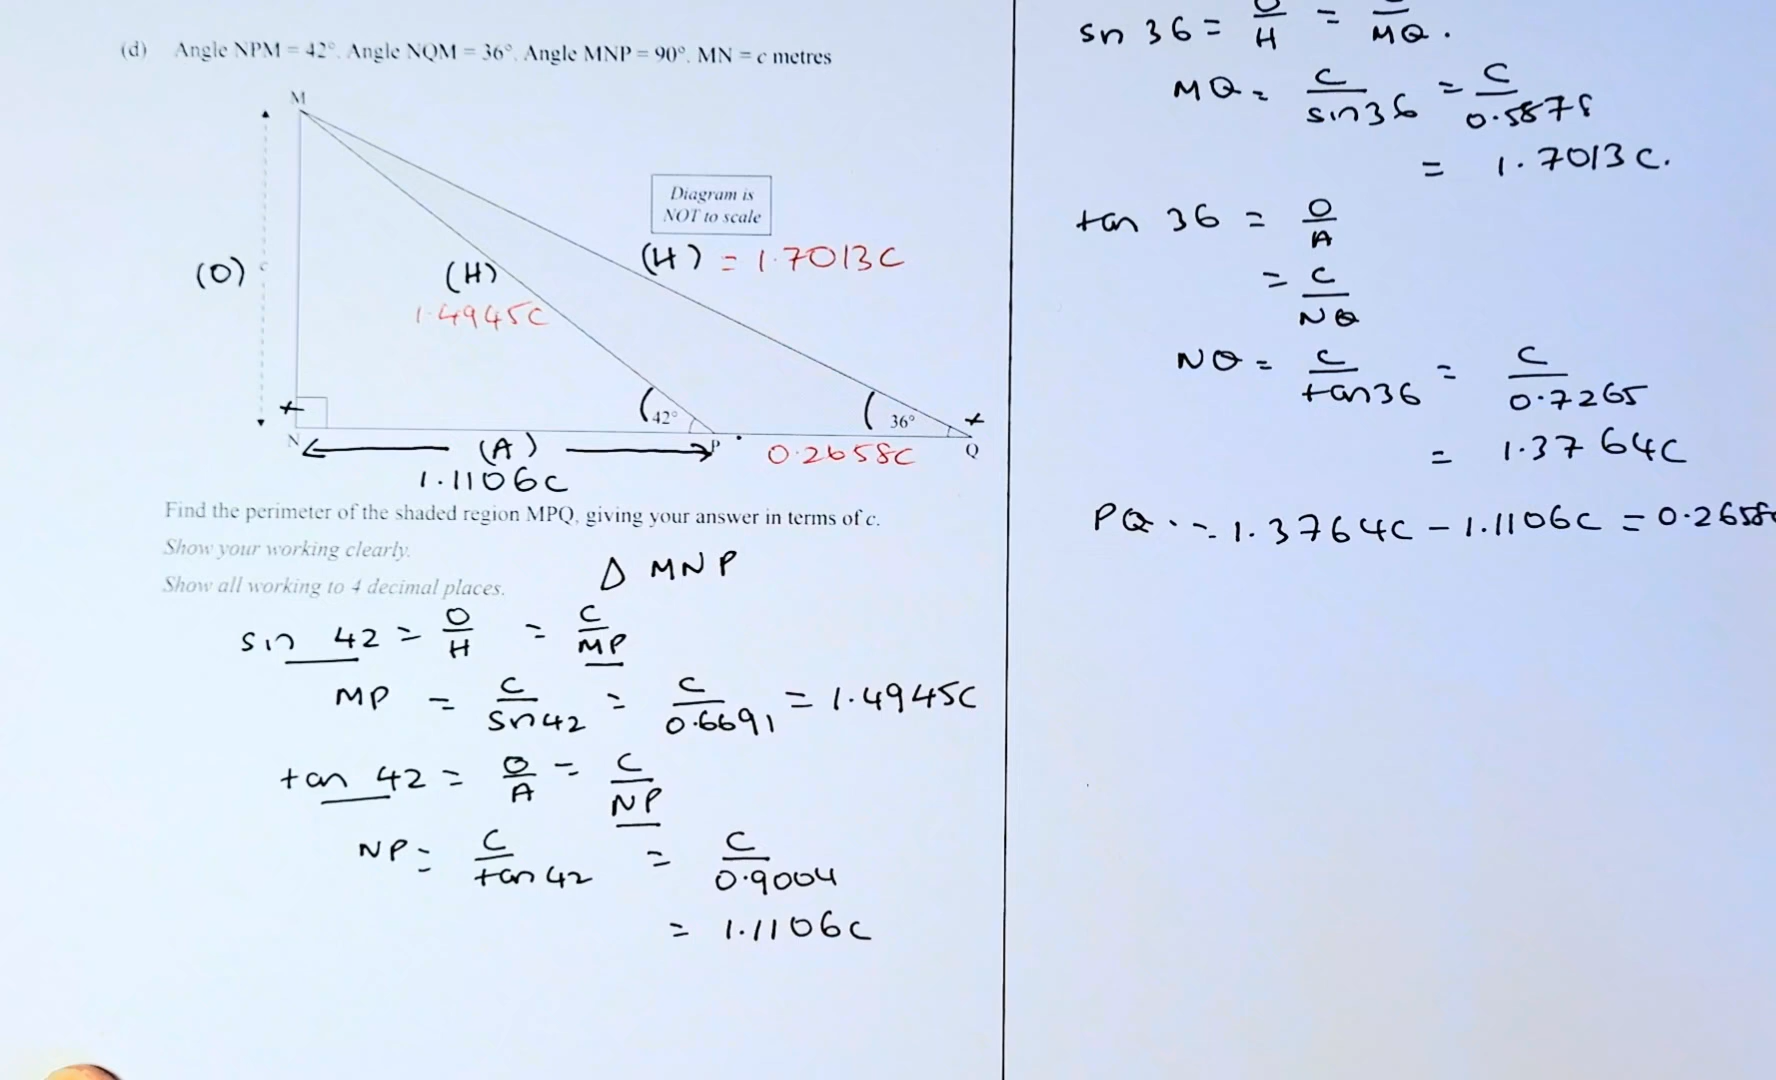 (d) Angle NPM = 42°. Angle NQM = 36°. Angle MNP = 90°. MN = c metres
M
Diagram is
NOT to scale
(O)
c
(H)
1.4945c
(H) = 1.7013c
42°
36°
N
P
Q
(A)
1.1106c
0.2658c
Find the perimeter of the shaded region MPQ, giving your answer in terms of c.
Show your working clearly.
Show all working to 4 decimal places.
Δ MNP
sin 42 = O/H = c/MP
MP = c/sin42 = c/0.6691 = 1.4945c
tan 42 = O/A = c/NP
NP = c/tan 42 = c/0.9004
= 1.1106c
sin 36 = O/H = /MQ.
MQ = c/sin36 = c/0.5878
= 1.7013c.
tan 36 = O/A
= c/NQ
NQ = c/tan36 = c/0.7265
= 1.3764c
PQ = 1.3764c - 1.1106c = 0.2658c